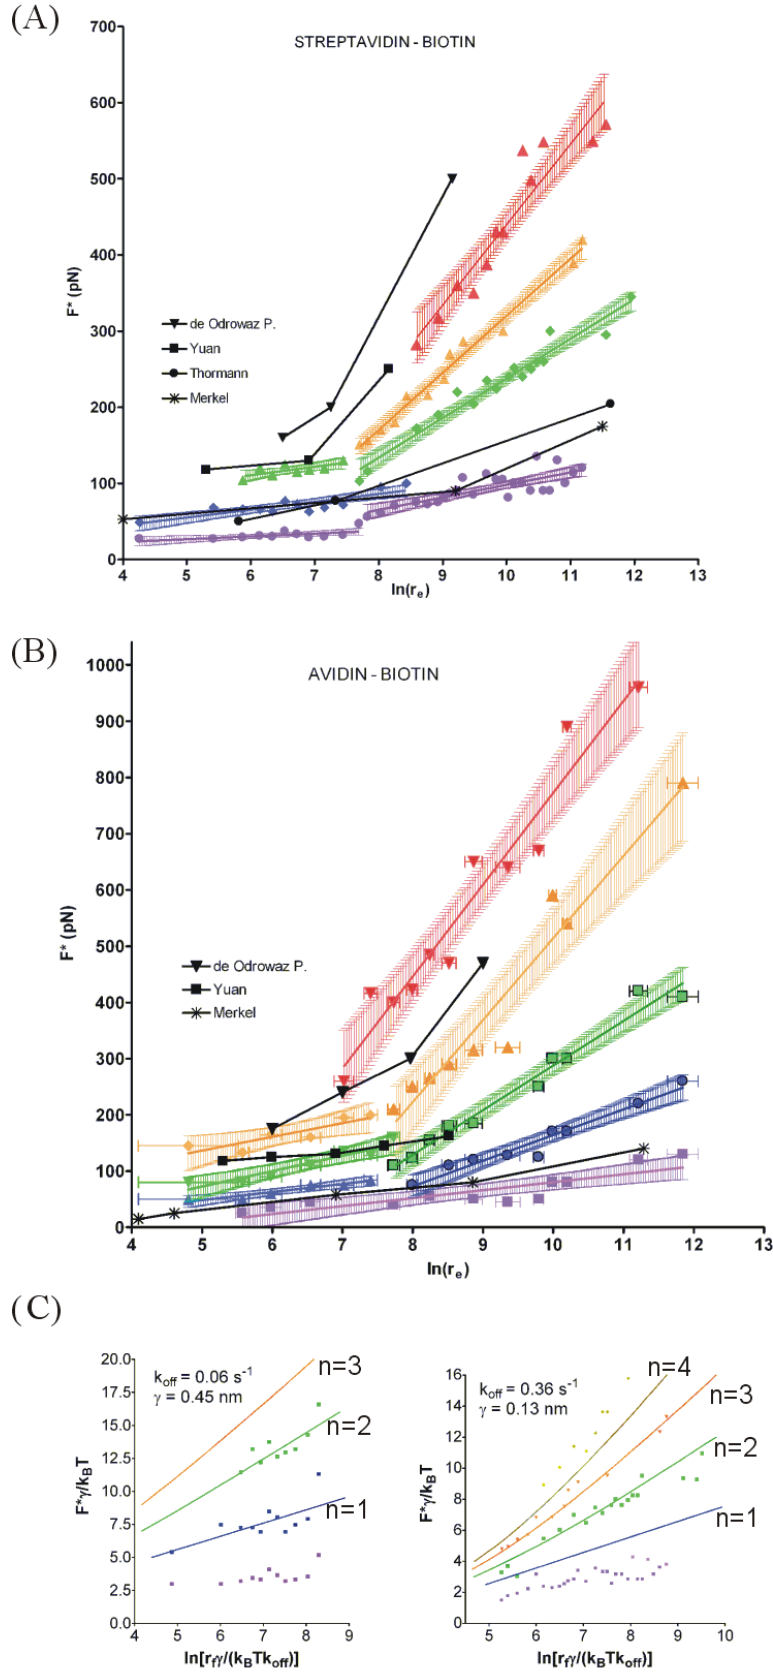 (A)
STREPTAVIDIN - BIOTIN
700
600
500
400
300
200
100
0
F* (pN)
de Odrowaz P.
Yuan
Thormann
Merkel
4 5 6 7 8 9 10 11 12 13
ln(re)
(B)
AVIDIN - BIOTIN
1000
900
800
700
600
500
400
300
200
100
0
F* (pN)
de Odrowaz P.
Yuan
Merkel
4 5 6 7 8 9 10 11 12 13
ln(re)
(C)
20.0
17.5
15.0
12.5
10.0
7.5
5.0
2.5
0.0
F*γ/kBT
koff = 0.06 s-1
γ = 0.45 nm
n=3
n=2
n=1
4 5 6 7 8 9
ln[rfγ/(kBTkoff)]
16
14
12
10
8
6
4
2
0
F*γ/kBT
koff = 0.36 s-1
γ = 0.13 nm
n=4
n=3
n=2
n=1
5 6 7 8 9 10
ln[rfγ/(kBTkoff)]